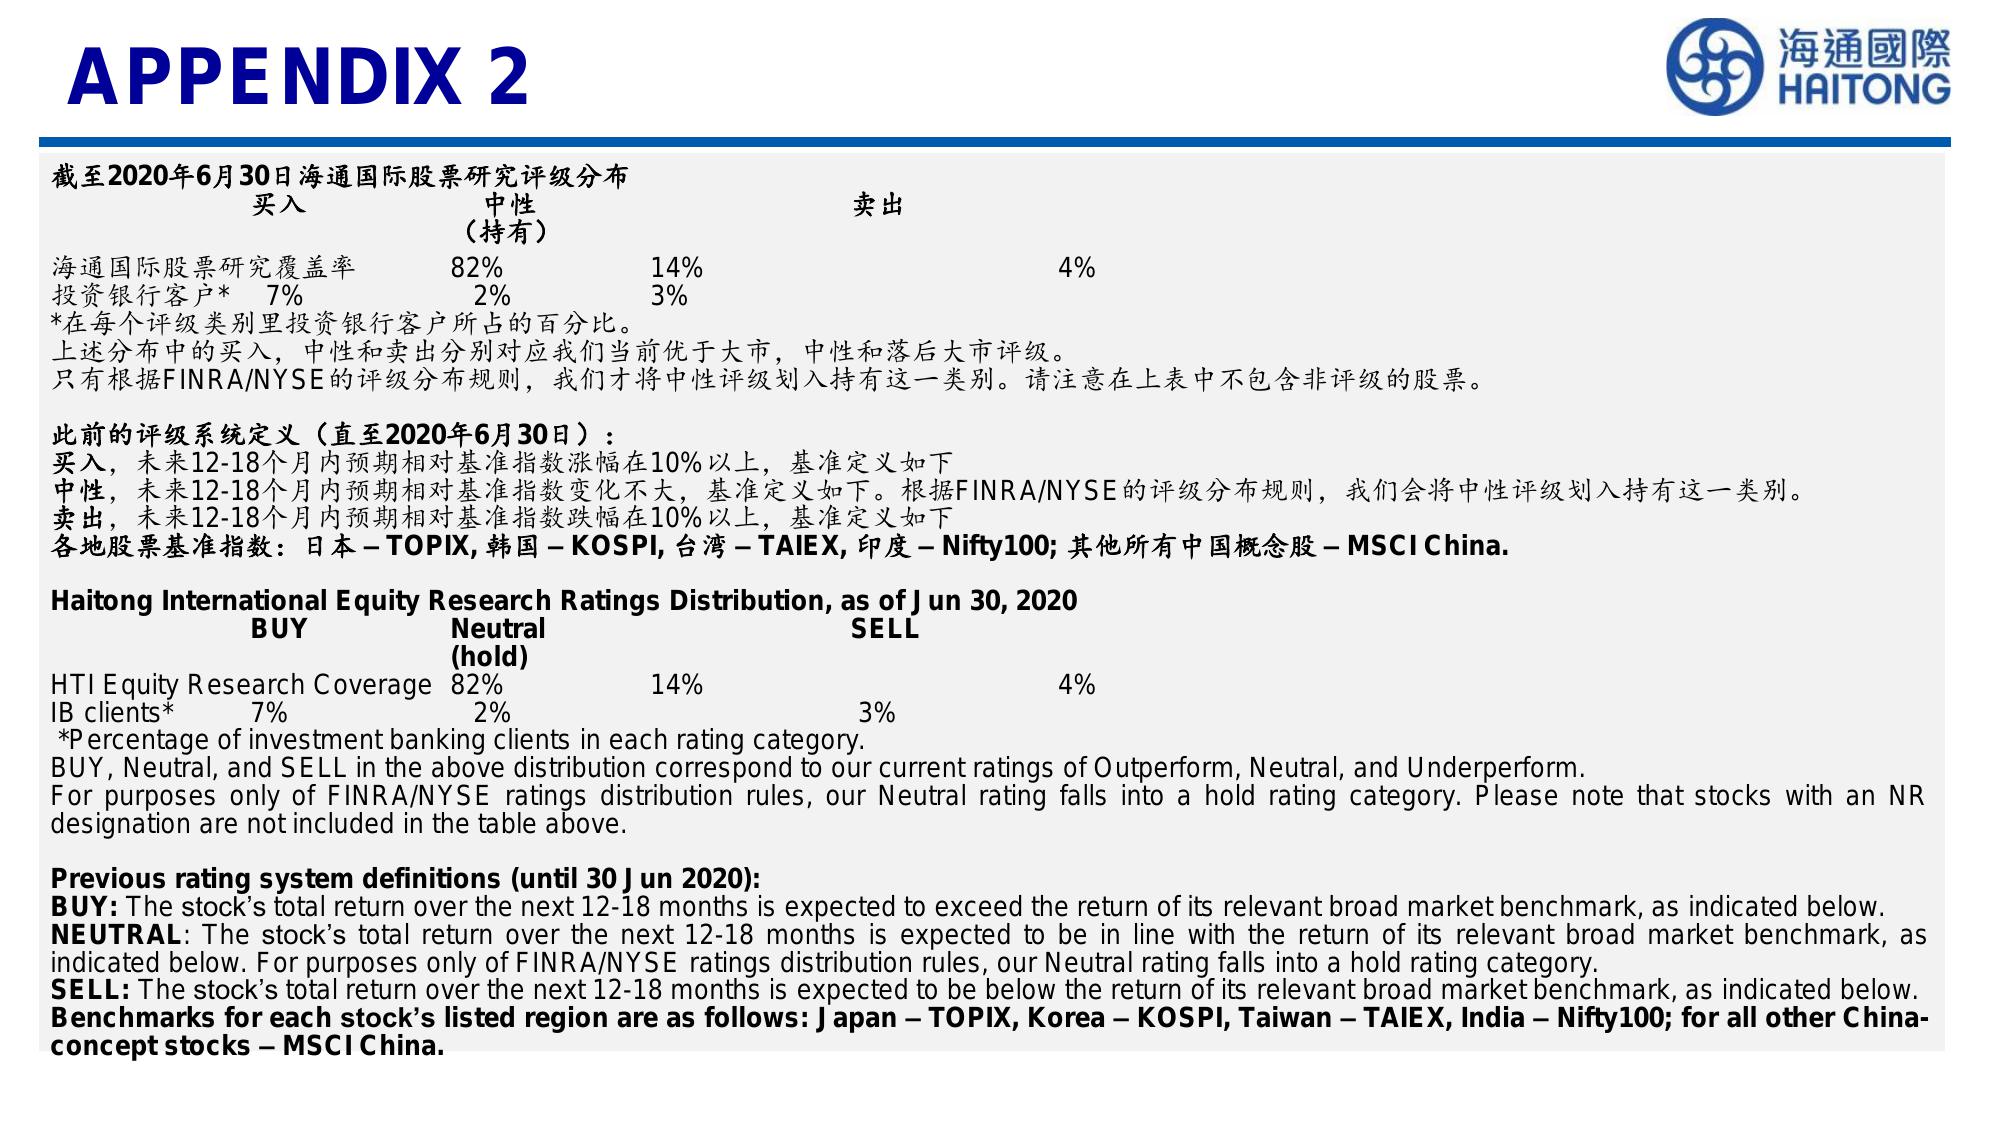 APPENDIX 2
海通國際
HAITONG
截至2020年6月30日海通国际股票研究评级分布
买入 中性 卖出
（持有）
海通国际股票研究覆盖率 82% 14% 4%
投资银行客户* 7% 2% 3%
*在每个评级类别里投资银行客户所占的百分比。
上述分布中的买入，中性和卖出分别对应我们当前优于大市，中性和落后大市评级。
只有根据FINRA/NYSE的评级分布规则，我们才将中性评级划入持有这一类别。请注意在上表中不包含非评级的股票。
此前的评级系统定义（直至2020年6月30日）:
买入，未来12-18个月内预期相对基准指数涨幅在10%以上，基准定义如下
中性，未来12-18个月内预期相对基准指数变化不大，基准定义如下。根据FINRA/NYSE的评级分布规则，我们会将中性评级划入持有这一类别。
卖出，未来12-18个月内预期相对基准指数跌幅在10%以上，基准定义如下
各地股票基准指数：日本 – TOPIX, 韩国 – KOSPI, 台湾 – TAIEX, 印度 – Nifty100; 其他所有中国概念股 – MSCI China.
Haitong International Equity Research Ratings Distribution, as of Jun 30, 2020
BUY Neutral SELL
(hold)
HTI Equity Research Coverage 82% 14% 4%
IB clients* 7% 2% 3%
*Percentage of investment banking clients in each rating category.
BUY, Neutral, and SELL in the above distribution correspond to our current ratings of Outperform, Neutral, and Underperform.
For purposes only of FINRA/NYSE ratings distribution rules, our Neutral rating falls into a hold rating category. Please note that stocks with an NR
designation are not included in the table above.
Previous rating system definitions (until 30 Jun 2020):
BUY: The stock’s total return over the next 12-18 months is expected to exceed the return of its relevant broad market benchmark, as indicated below.
NEUTRAL: The stock’s total return over the next 12-18 months is expected to be in line with the return of its relevant broad market benchmark, as
indicated below. For purposes only of FINRA/NYSE ratings distribution rules, our Neutral rating falls into a hold rating category.
SELL: The stock’s total return over the next 12-18 months is expected to be below the return of its relevant broad market benchmark, as indicated below.
Benchmarks for each stock’s listed region are as follows: Japan – TOPIX, Korea – KOSPI, Taiwan – TAIEX, India – Nifty100; for all other China-
concept stocks – MSCI China.